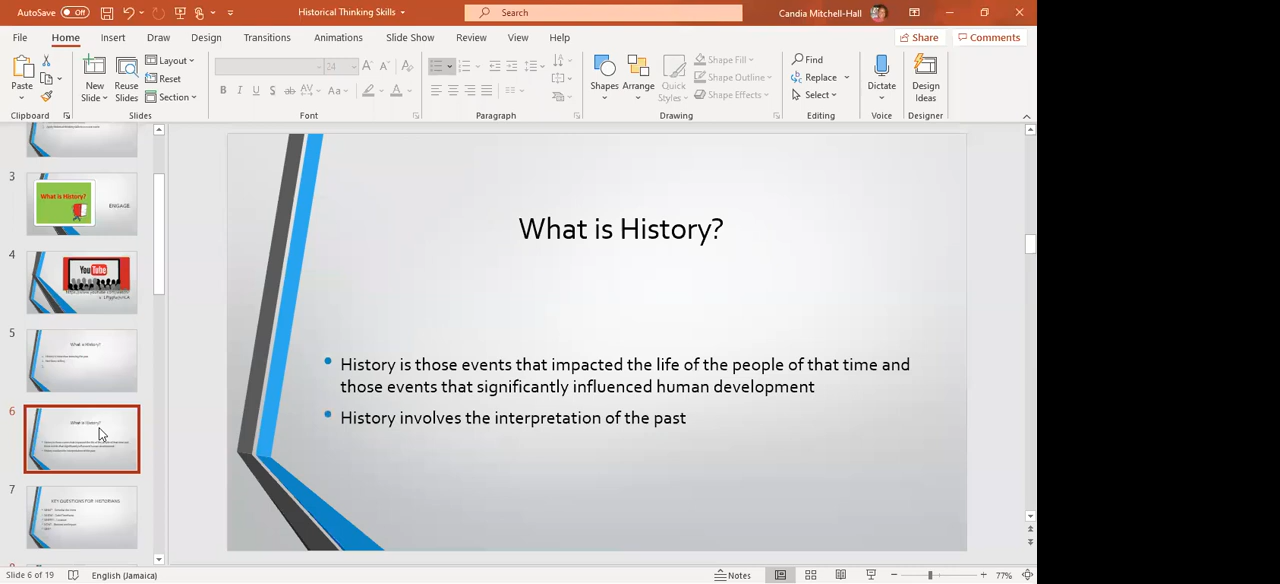 AutoSave Off Historical Thinking Skills Search Candia Mitchell-Hall
File Home Insert Draw Design Transitions Animations Slide Show Review View Help Share Comments
Paste New Slide Reuse Slides Layout Reset Section
24
B I U S ab AV Aa A
Shapes Arrange Quick Styles Shape Fill Shape Outline Shape Effects
Find Replace Select Dictate Design Ideas
Clipboard Slides Font Paragraph Drawing Editing Voice Designer
3
What is History?
ENGAGE
4
YouTube
5
What is History?
6
What is History?
7
KEY QUESTIONS FOR HISTORIANS
What is History?
History is those events that impacted the life of the people of that time and
those events that significantly influenced human development
History involves the interpretation of the past
Slide 6 of 19 English (Jamaica) Notes 77%